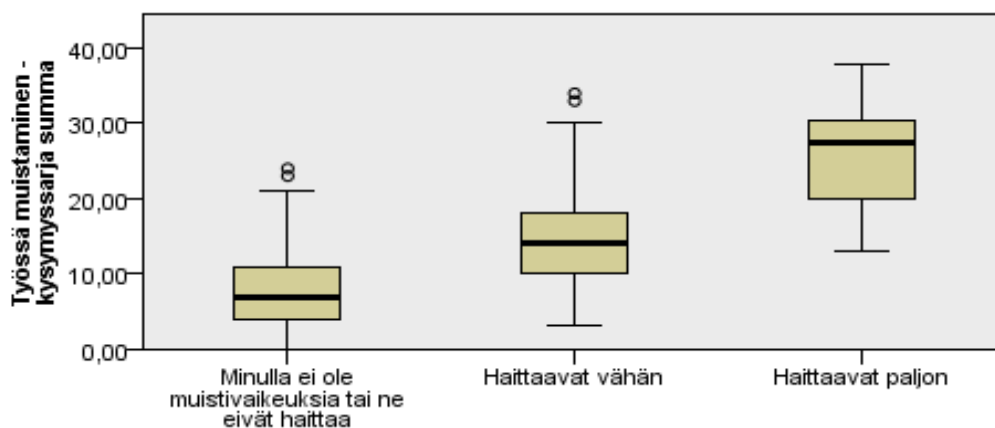 Työssä muistaminen -
kysymyssarja summa
40,00
30,00
20,00
10,00
0,00
Minulla ei ole
muistivaikeuksia tai ne
eivät haittaa
Haittaavat vähän
Haittaavat paljon